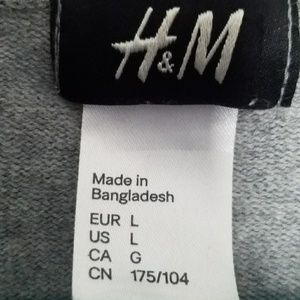 H&M
Made in
Bangladesh
EUR L
US L
CA G
CN 175/104